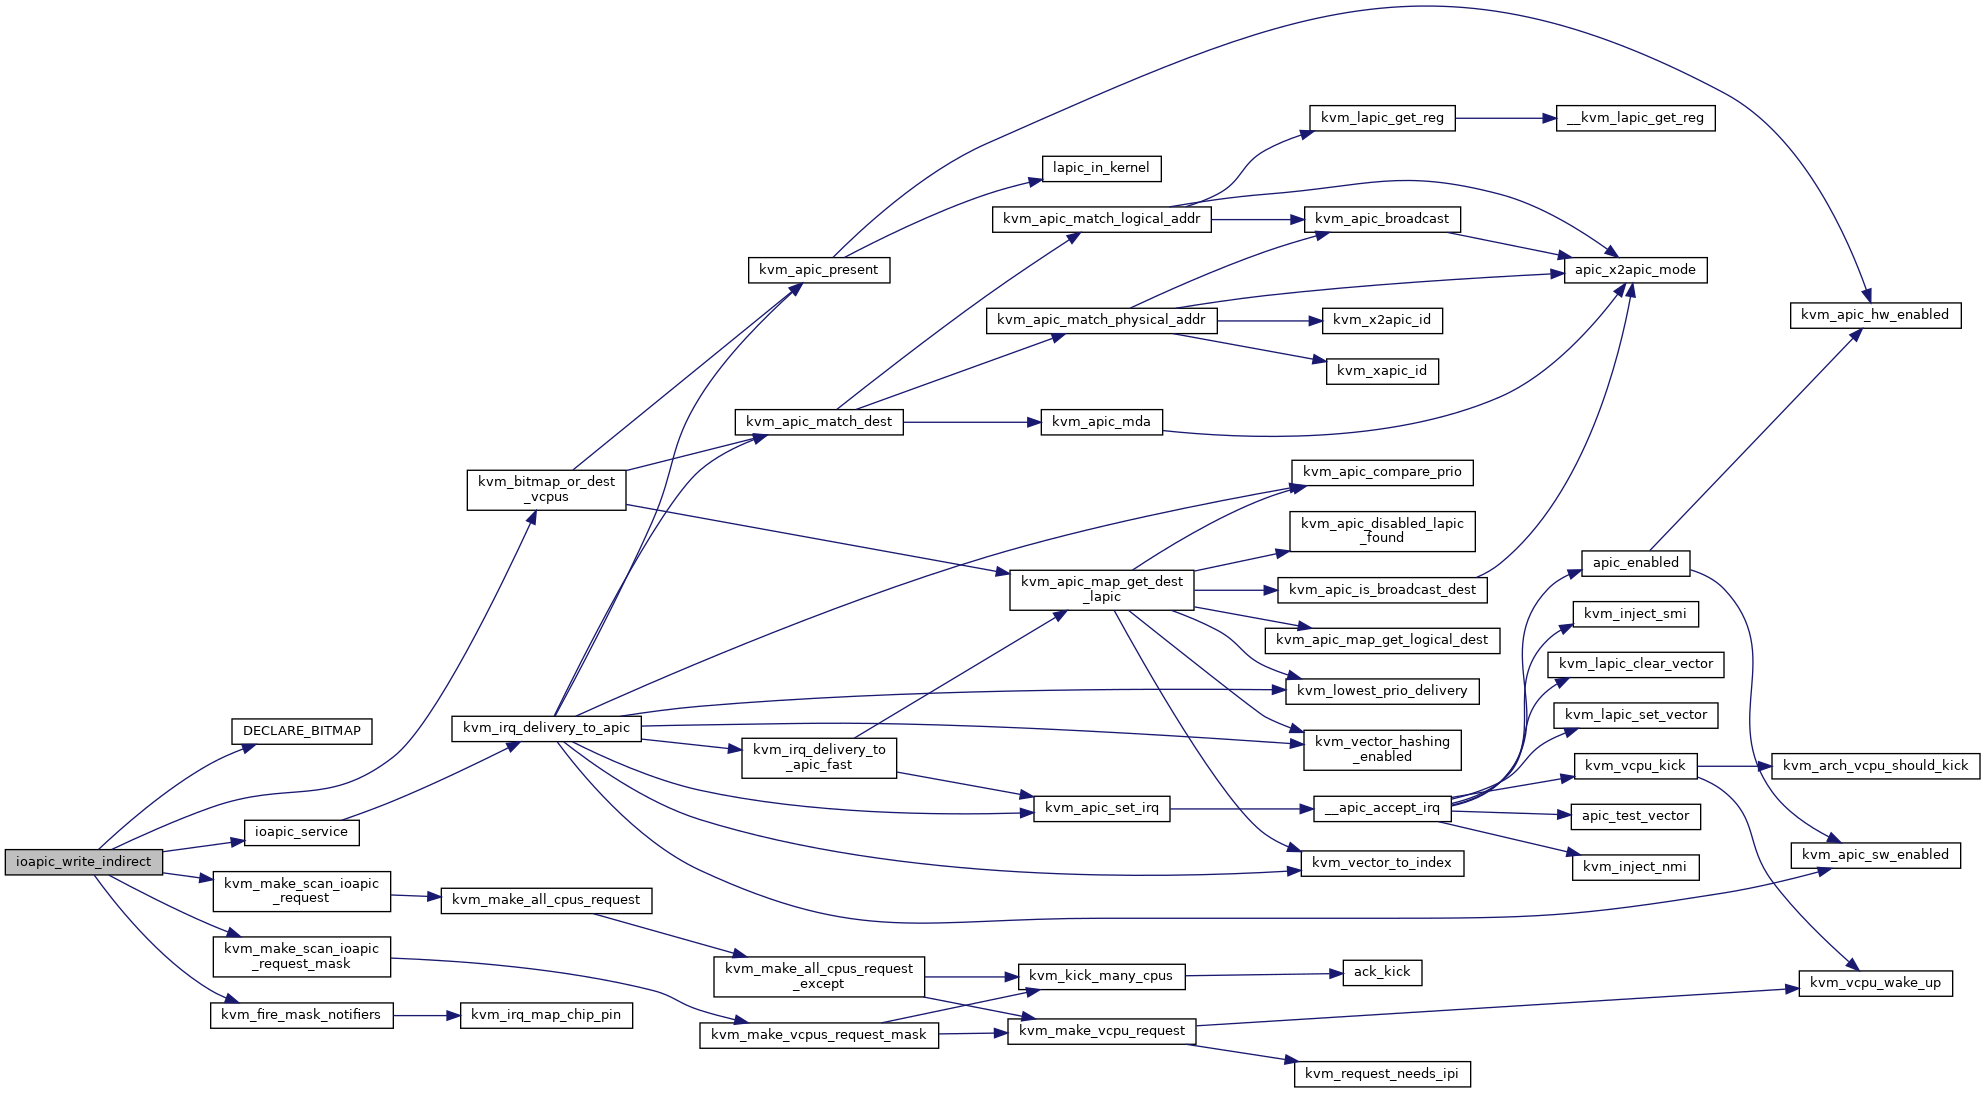 kvm_lapic_get_reg
__kvm_lapic_get_reg
lapic_in_kernel
kvm_apic_match_logical_addr
kvm_apic_broadcast
kvm_apic_present
apic_x2apic_mode
kvm_apic_hw_enabled
kvm_apic_match_physical_addr
kvm_x2apic_id
kvm_xapic_id
kvm_apic_match_dest
kvm_apic_mda
kvm_apic_compare_prio
kvm_bitmap_or_dest
_vcpus
kvm_apic_disabled_lapic
_found
apic_enabled
kvm_apic_map_get_dest
_lapic
kvm_apic_is_broadcast_dest
kvm_inject_smi
kvm_apic_map_get_logical_dest
kvm_lapic_clear_vector
kvm_lowest_prio_delivery
kvm_lapic_set_vector
DECLARE_BITMAP
kvm_irq_delivery_to_apic
kvm_vector_hashing
_enabled
kvm_irq_delivery_to
_apic_fast
kvm_vcpu_kick
kvm_arch_vcpu_should_kick
kvm_apic_set_irq
__apic_accept_irq
apic_test_vector
ioapic_service
kvm_apic_sw_enabled
ioapic_write_indirect
kvm_vector_to_index
kvm_inject_nmi
kvm_make_scan_ioapic
_request
kvm_make_all_cpus_request
kvm_make_scan_ioapic
_request_mask
kvm_make_all_cpus_request
_except
kvm_kick_many_cpus
ack_kick
kvm_vcpu_wake_up
kvm_fire_mask_notifiers
kvm_irq_map_chip_pin
kvm_make_vcpus_request_mask
kvm_make_vcpu_request
kvm_request_needs_ipi